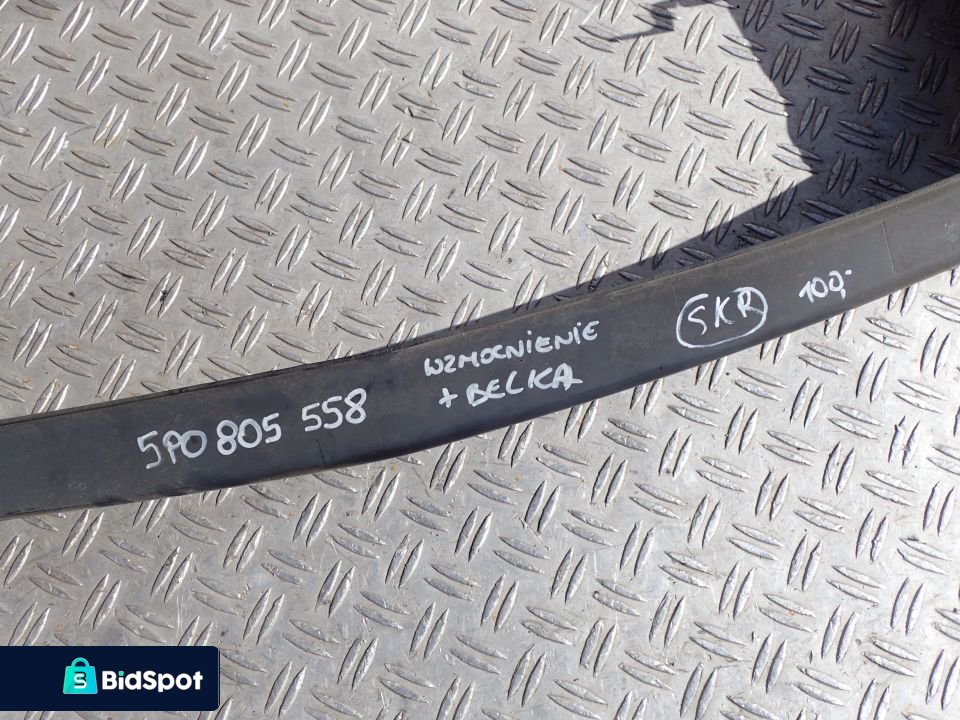 5P0 805 558
WZMOCNIENIE
+ BELKA
SKR
100,-
BidSpot